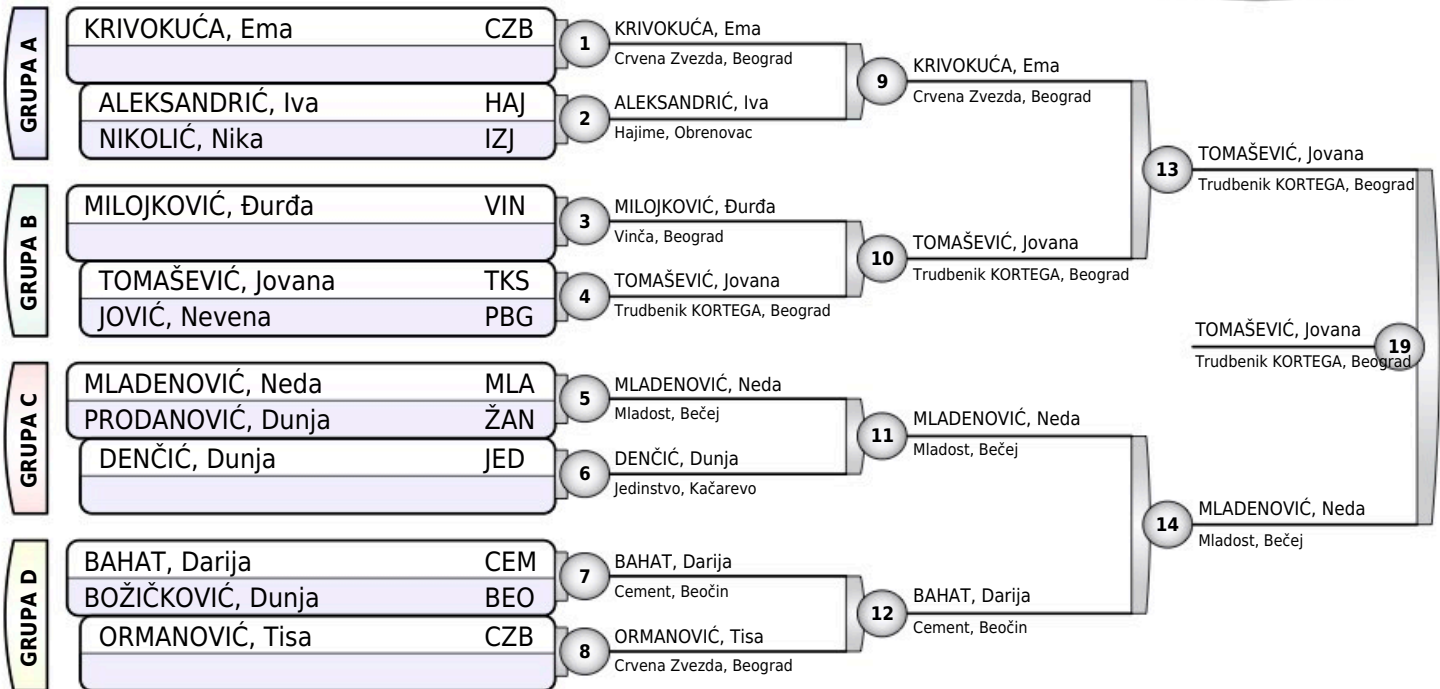 GRUPA A
KRIVOKUĆA, Ema CZB
ALEKSANDRIĆ, Iva HAJ
NIKOLIĆ, Nika IZJ
GRUPA B
MILOJKOVIĆ, Đurđa VIN
TOMAŠEVIĆ, Jovana TKS
JOVIĆ, Nevena PBG
GRUPA C
MLADENOVIĆ, Neda MLA
PRODANOVIĆ, Dunja ŽAN
DENČIĆ, Dunja JED
GRUPA D
BAHAT, Darija CEM
BOŽIČKOVIĆ, Dunja BEO
ORMANOVIĆ, Tisa CZB
1
KRIVOKUĆA, Ema
Crvena Zvezda, Beograd
2
ALEKSANDRIĆ, Iva
Hajime, Obrenovac
3
MILOJKOVIĆ, Đurđa
Vinča, Beograd
4
TOMAŠEVIĆ, Jovana
Trudbenik KORTEGA, Beograd
5
MLADENOVIĆ, Neda
Mladost, Bečej
6
DENČIĆ, Dunja
Jedinstvo, Kačarevo
7
BAHAT, Darija
Cement, Beočin
8
ORMANOVIĆ, Tisa
Crvena Zvezda, Beograd
9
KRIVOKUĆA, Ema
Crvena Zvezda, Beograd
10
TOMAŠEVIĆ, Jovana
Trudbenik KORTEGA, Beograd
11
MLADENOVIĆ, Neda
Mladost, Bečej
12
BAHAT, Darija
Cement, Beočin
13
TOMAŠEVIĆ, Jovana
Trudbenik KORTEGA, Beograd
14
MLADENOVIĆ, Neda
Mladost, Bečej
TOMAŠEVIĆ, Jovana
19
Trudbenik KORTEGA, Beograd